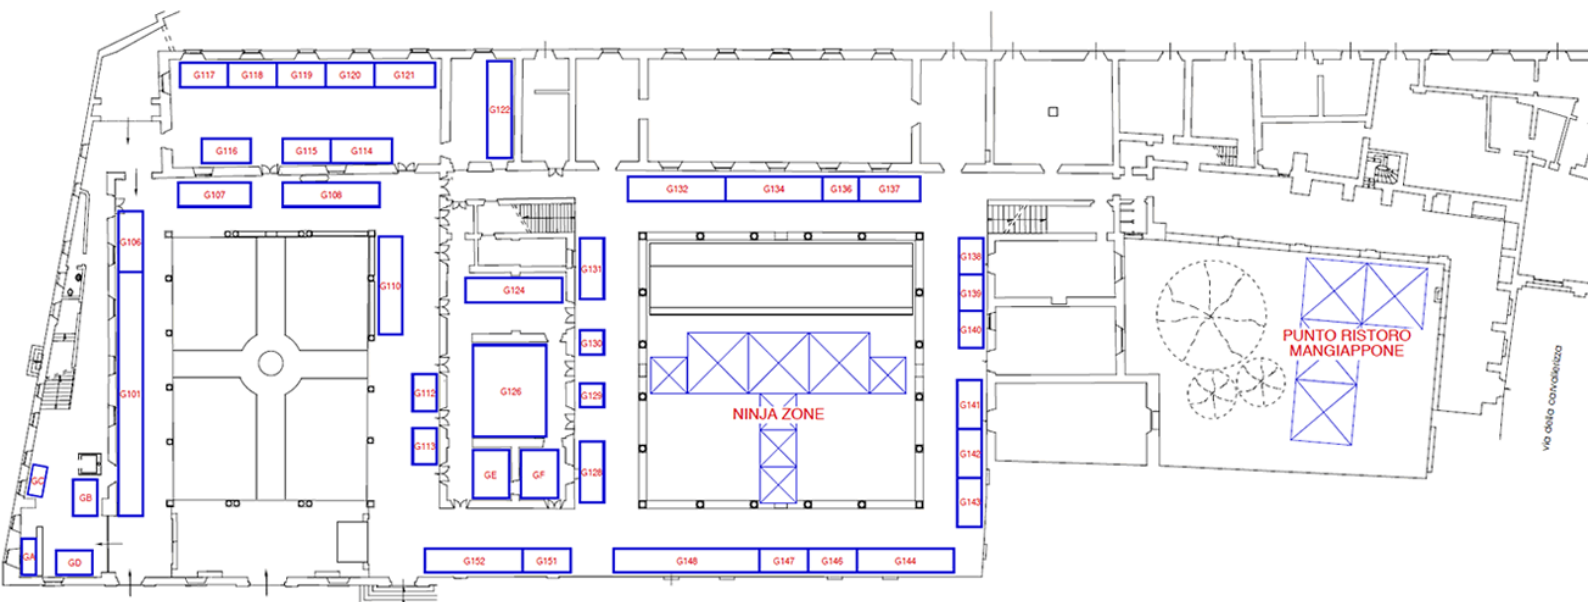 G117 G118 G119 G120 G121
G122
G116 G115 G114
G107 G108
G132 G134 G136 G137
G106
G110
G131
G138
G124
G139
G130
G140
PUNTO RISTORO
MANGIAPPONE
G101
G112
G126
G129
G141
NINJA ZONE
G113
G142
GC
GB
GE
GF
G128
G143
GA
GD
G152 G151
G148 G147 G146 G144
via della cavallerizza